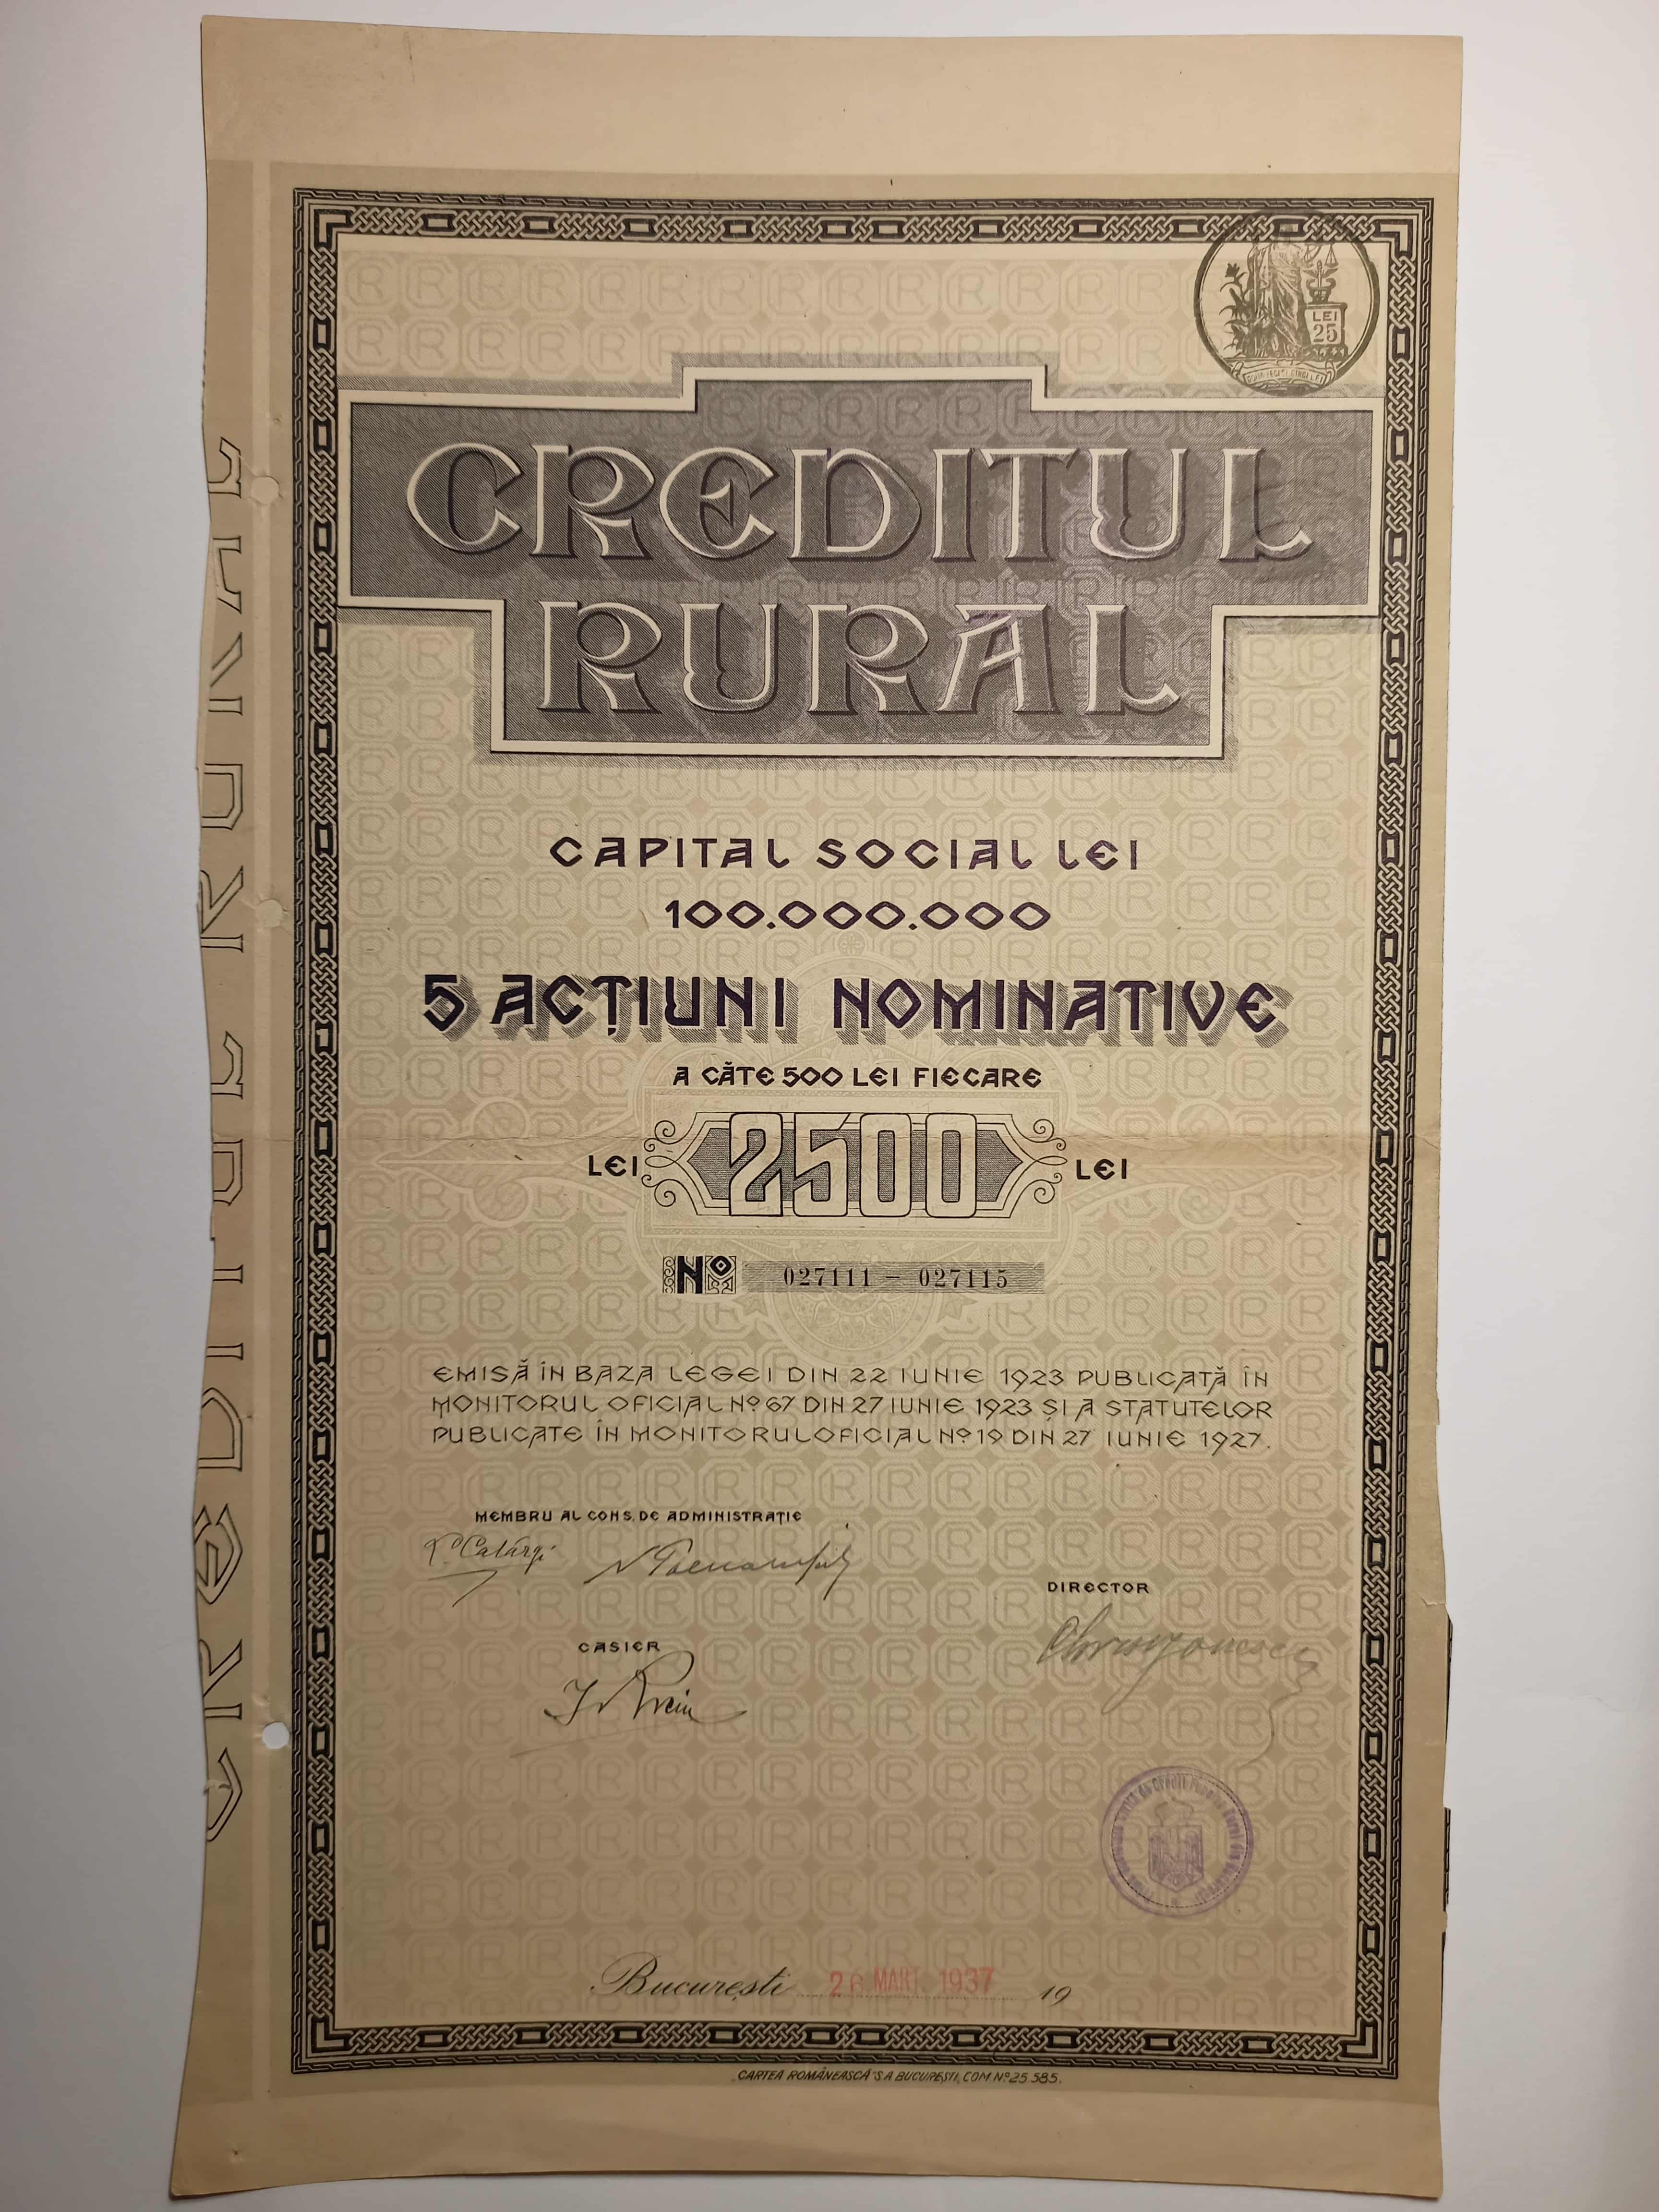 LEI
25
CREDITUL
RURAL
CAPITAL SOCIAL LEI
100.000.000
5 ACȚIUNI NOMINATIVE
A CÂTE 500 LEI FIECARE
LEI 2500 LEI
No 027111 – 027115
EMISĂ ÎN BAZA LEGEI DIN 22 IUNIE 1923 PUBLICATĂ ÎN
MONITORUL OFICIAL No 67 DIN 27 IUNIE 1923 ȘI A STATUTELOR
PUBLICATE ÎN MONITORUL OFICIAL No 19 DIN 27 IUNIE 1927.
MEMBRU AL CONS. DE ADMINISTRAȚIE
Catargi
DIRECTOR
CASIER
București MART. 1937 19
„CARTEA ROMÂNEASCĂ" S.A BUCUREȘTI, COM No 25.585.
CREDITUL RURAL